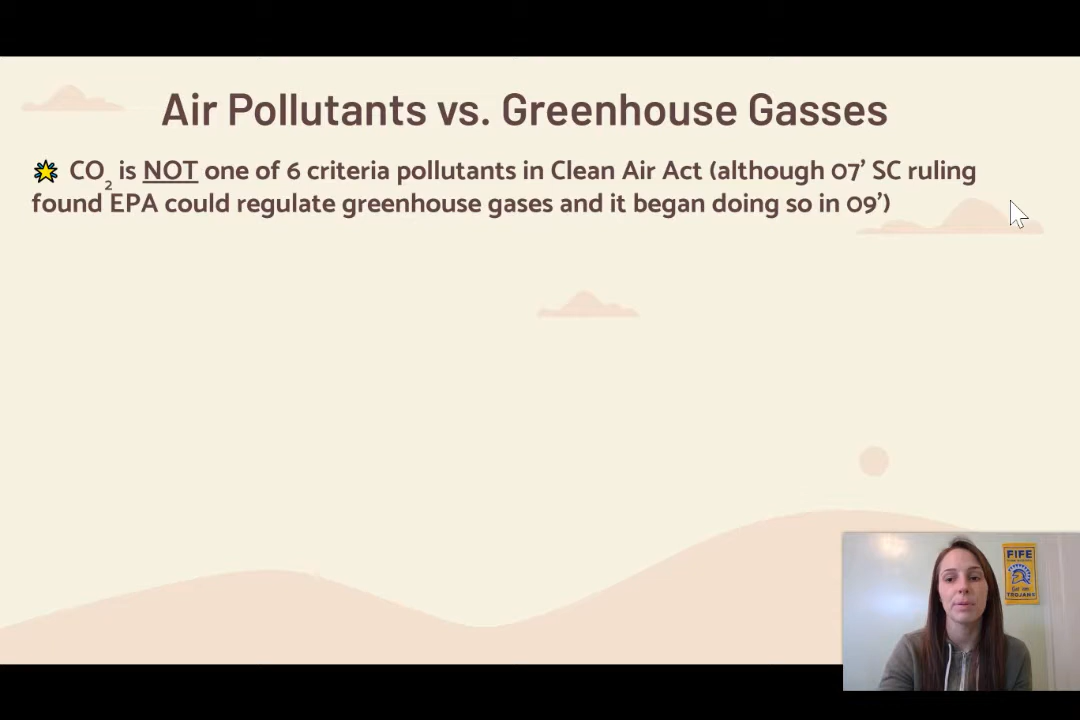 Air Pollutants vs. Greenhouse Gasses
CO2 is NOT one of 6 criteria pollutants in Clean Air Act (although 07’ SC ruling
found EPA could regulate greenhouse gases and it began doing so in 09’)
FIFE
TROJANS